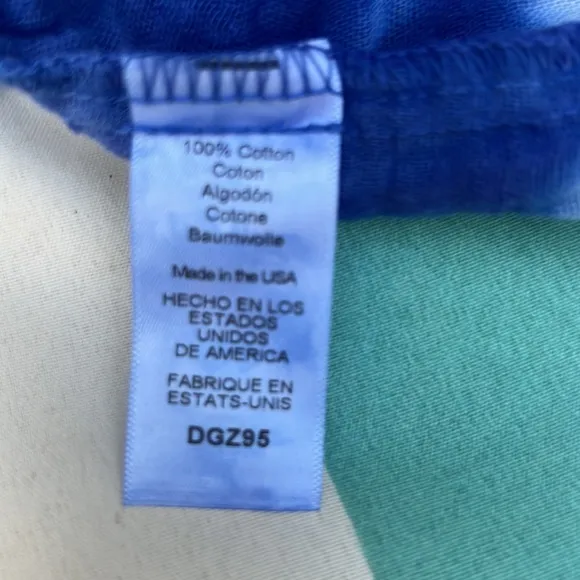 100% Cotton
Coton
Algodón
Cotone
Baumwolle
Made in the USA
HECHO EN LOS
ESTADOS
UNIDOS
DE AMERICA
FABRIQUE EN
ESTATS-UNIS
DGZ95